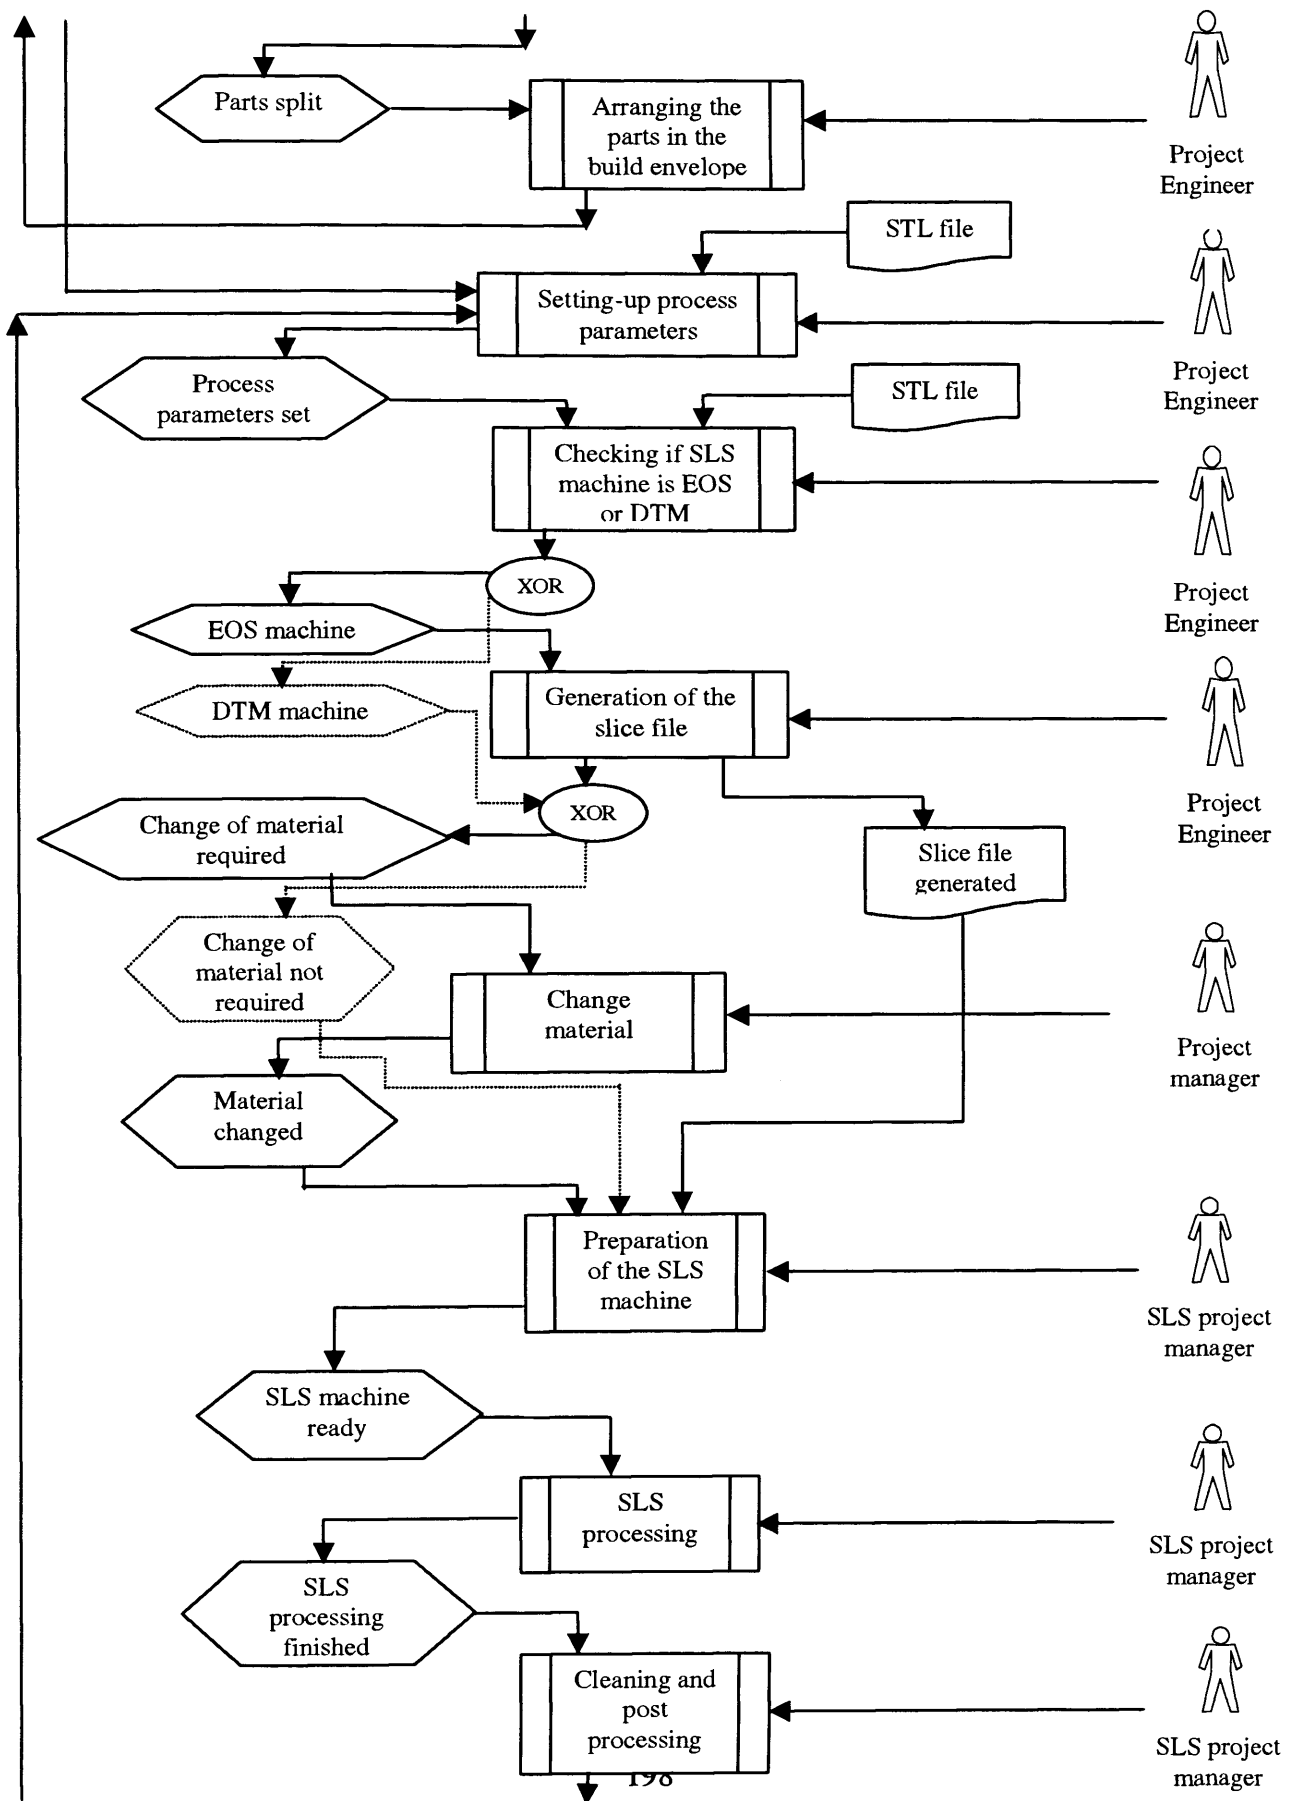 Parts split
Arranging the
parts in the
build envelope
Project
Engineer
STL file
Setting-up process
parameters
Project
Engineer
Process
parameters set
STL file
Checking if SLS
machine is EOS
or DTM
Project
Engineer
XOR
EOS machine
DTM machine
Generation of the
slice file
Project
Engineer
XOR
Change of material
required
Slice file
generated
Change of
material not
required
Change
material
Project
manager
Material
changed
Preparation
of the SLS
machine
SLS project
manager
SLS machine
ready
SLS
processing
SLS project
manager
SLS
processing
finished
Cleaning and
post
processing
SLS project
manager
198